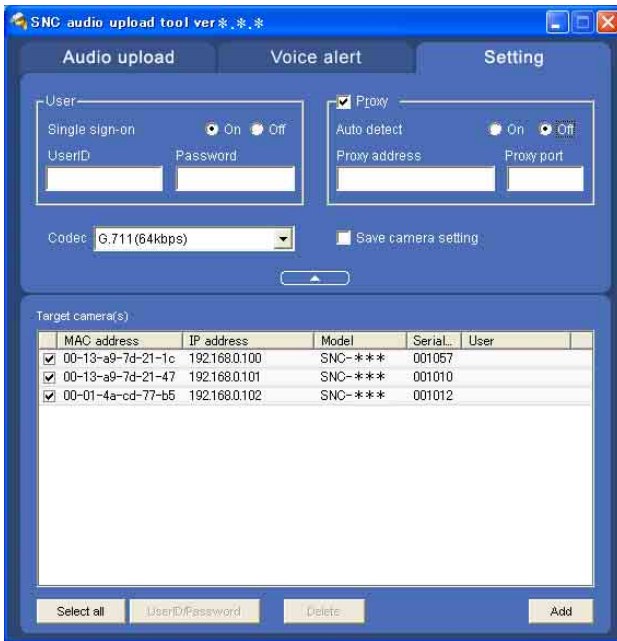 SNC audio upload tool ver*.*.*
Audio upload Voice alert Setting
User
Single sign-on On Off
UserID Password
Proxy
Auto detect On Off
Proxy address Proxy port
Codec G.711(64kbps) Save camera setting
Target camera(s)
MAC address IP address Model Serial... User
00-13-a9-7d-21-1c 192.168.0.100 SNC-*** 001057
00-13-a9-7d-21-47 192.168.0.101 SNC-*** 001010
00-01-4a-cd-77-b5 192.168.0.102 SNC-*** 001012
Select all UserID/Password Delete Add